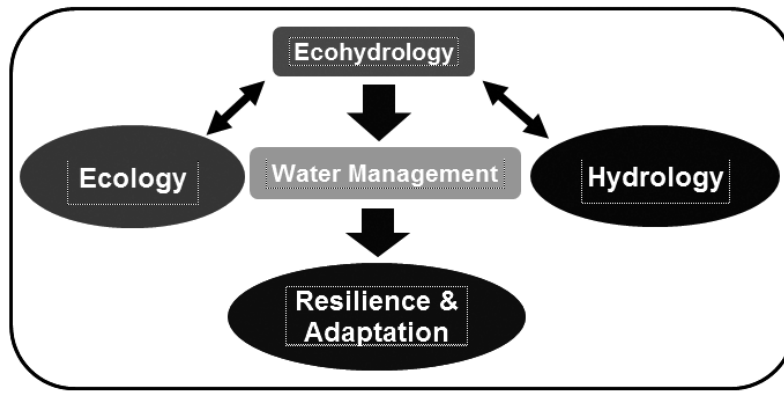 Ecohydrology
Ecology
Water Management
Hydrology
Resilience &
Adaptation